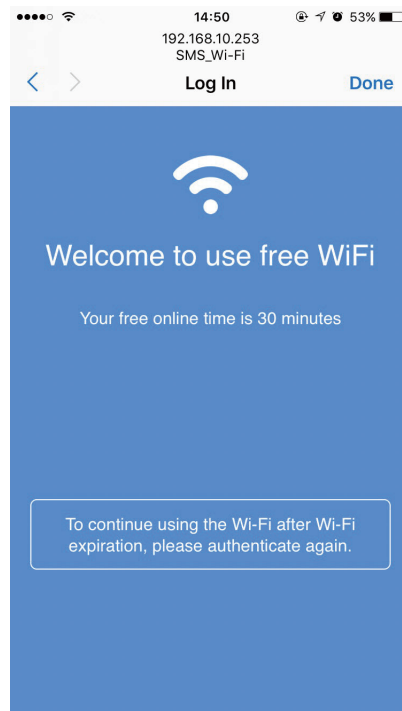 14:50
53%
192.168.10.253
SMS_Wi-Fi
Log In
Done
Welcome to use free WiFi
Your free online time is 30 minutes
To continue using the Wi-Fi after Wi-Fi
expiration, please authenticate again.